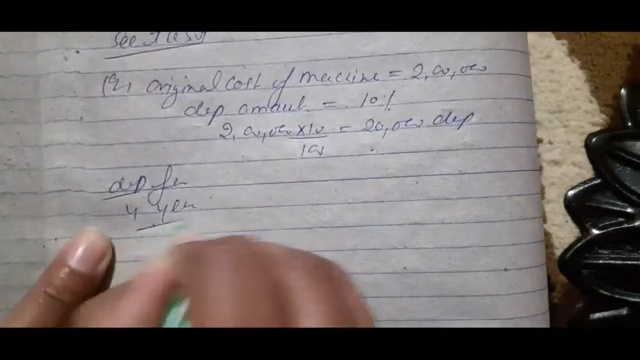 (Q, original cost of machine = 2,00,000
dep amount = 10%
2,00,000 x 10 = 20,000 dep
100
dep for
4 year